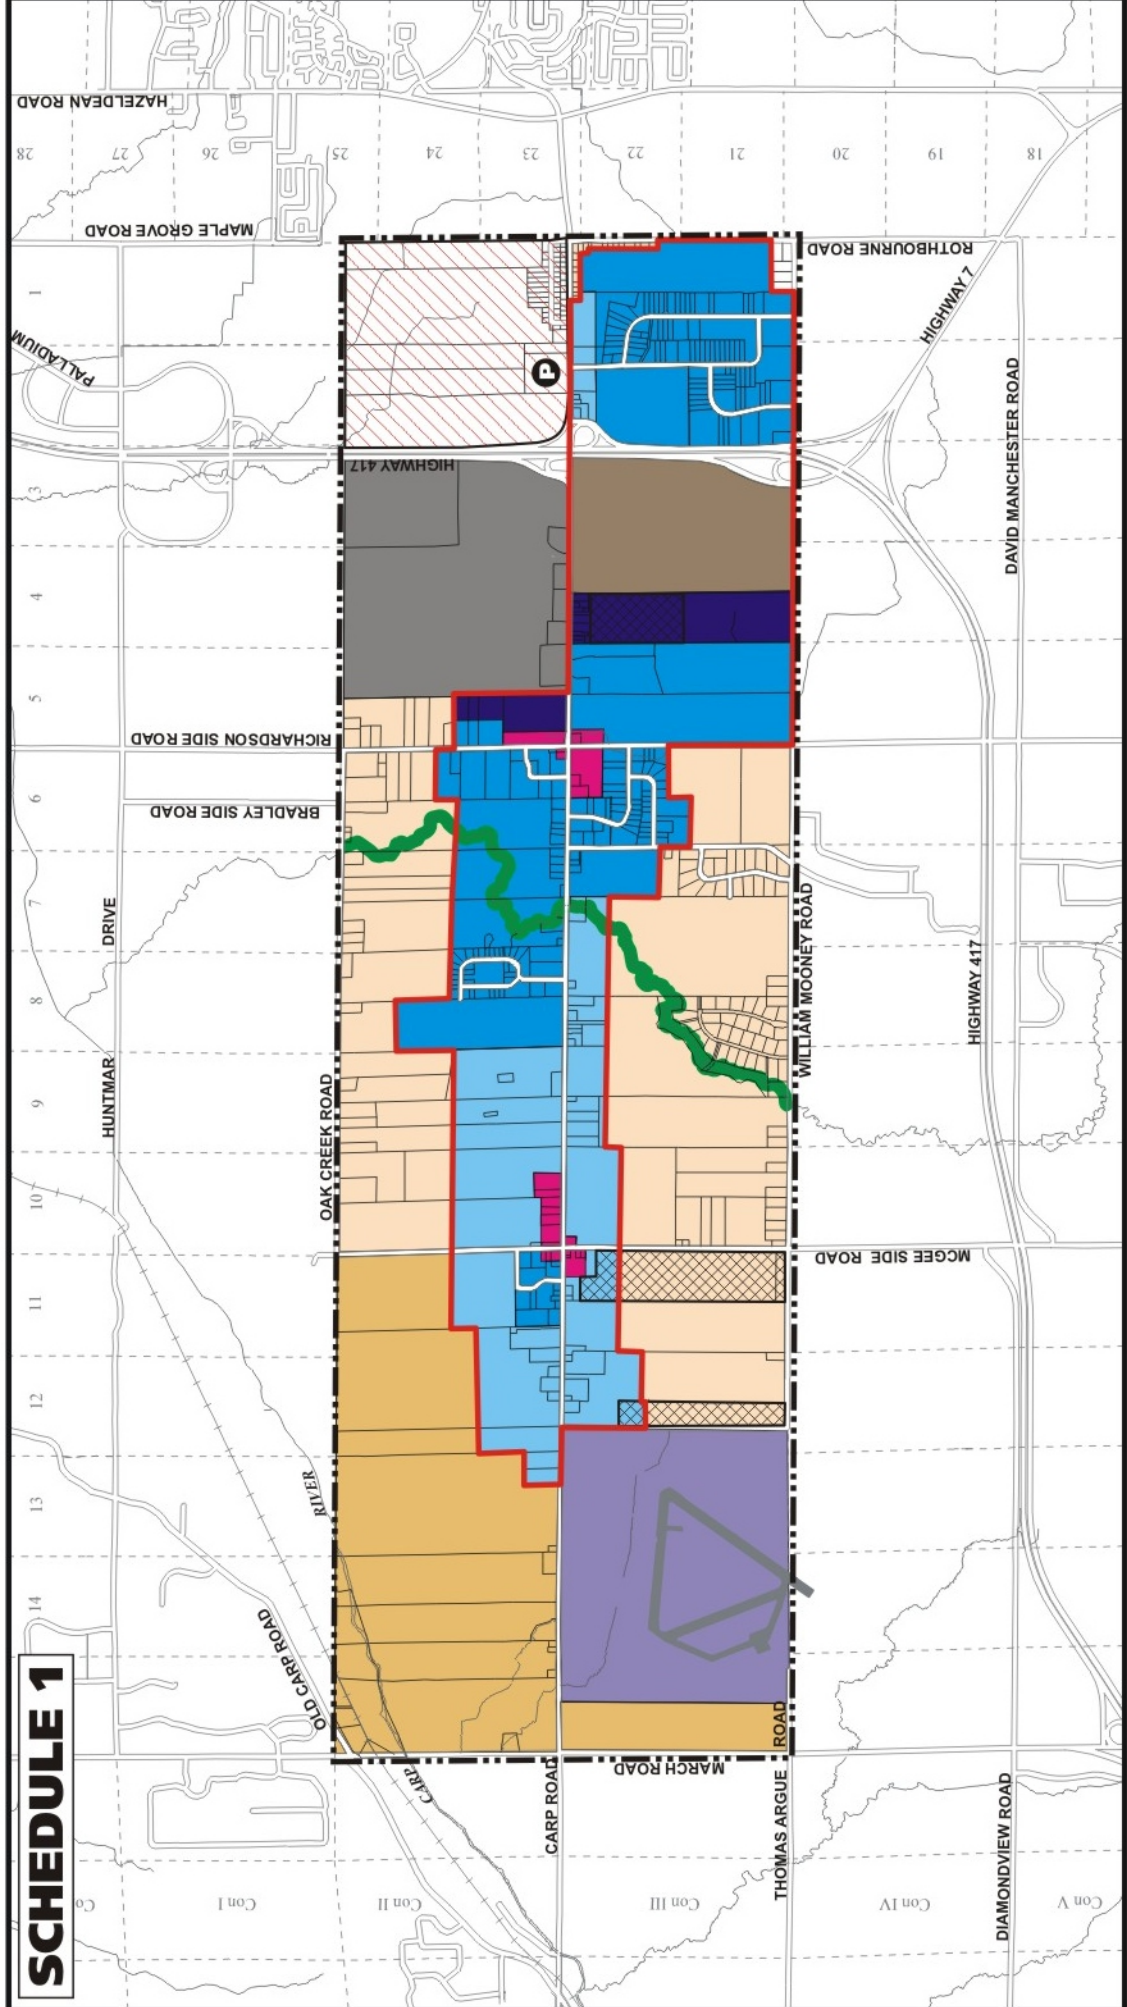 SCHEDULE 1
HAZELDEAN ROAD
28
27
26
25
24
23
22
21
20
19
18
MAPLE GROVE ROAD
ROTHBOURNE ROAD
1
PALLADIUM
HIGHWAY 7
P
HIGHWAY 417
3
DAVID MANCHESTER ROAD
4
5
RICHARDSON SIDE ROAD
6
BRADLEY SIDE ROAD
7
DRIVE
WILLIAM MOONEY ROAD
HIGHWAY 417
8
HUNTMAR
OAK CREEK ROAD
9
10
MCGEE SIDE ROAD
11
12
RIVER
13
14
OLD CARP ROAD
ROAD
MARCH ROAD
CARP
CARP ROAD
THOMAS ARGUE
DIAMONDVIEW ROAD
Co
Con I
Con II
Con III
Con IV
Con V